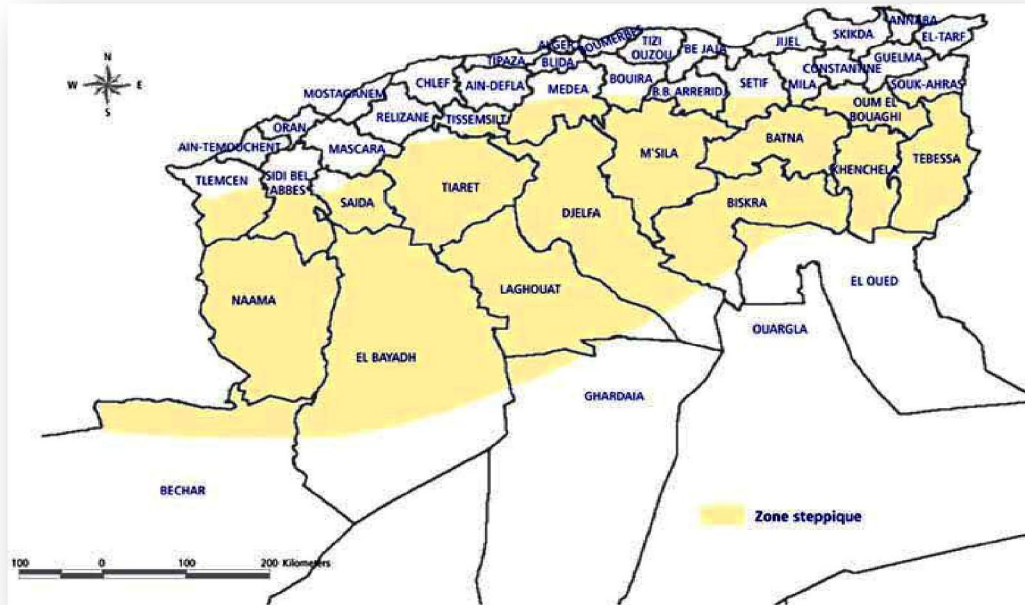 N
W E
S
ANNABA
SKIKDA
EL-TARF
JIJEL
TIZI
OUZOU
BE JAJA
ALGER
BOUMERBES
TIPAZA
BLIDA
GUELMA
CONSTANTINE
SOUK-AHRAS
MILA
SETIF
BOUIRA
B.B. ARRERIDJ
MEDEA
AIN-DEFLA
CHLEF
MOSTAGANEM
RELIZANE
TISSEMSILT
OUM EL
BOUAGHI
ORAN
AIN-TEMOUCHENT
MASCARA
BATNA
M'SILA
TEBESSA
KHENCHELA
TLEMCEN
SIDI BEL
ABBES
SAIDA
TIARET
DJELFA
BISKRA
NAAMA
LAGHOUAT
EL OUED
OUARGLA
EL BAYADH
GHARDAIA
BECHAR
Zone steppique
100 0 100 200 Kilometers